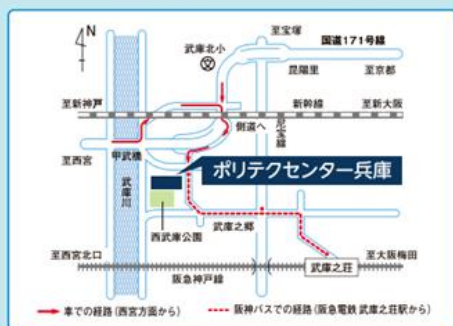 至宝塚
国道171号線
武庫北小
昆陽里
至京都
至新神戸
新幹線
至新大阪
側道へ
尼宝線
甲武橋
至西宮
ポリテクセンター兵庫
武庫川
西武庫公園
武庫之郷
至西宮北口
至大阪梅田
武庫之荘
阪急神戸線
車での経路(西宮方面から)
阪神バスでの経路(阪急電鉄 武庫之荘駅から)